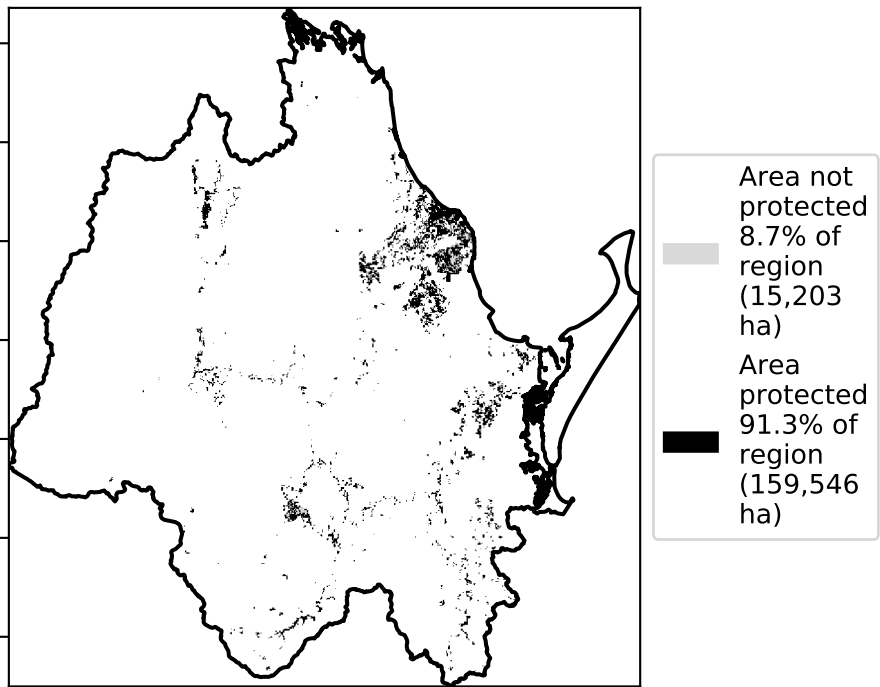 Area not
protected
8.7% of
region
(15,203
ha)
Area
protected
91.3% of
region
(159,546
ha)